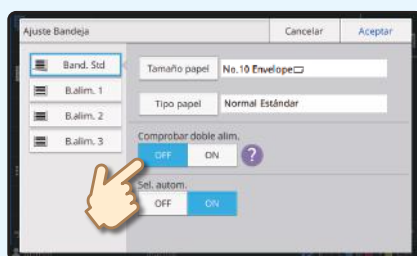 Ajuste Bandeja
Cancelar
Aceptar
Band. Std
B.alim. 1
B.alim. 2
B.alim. 3
Tamaño papel
No.10 Envelope
Tipo papel
Normal Estándar
Comprobar doble alim.
OFF
ON
?
Sel. autom.
OFF
ON